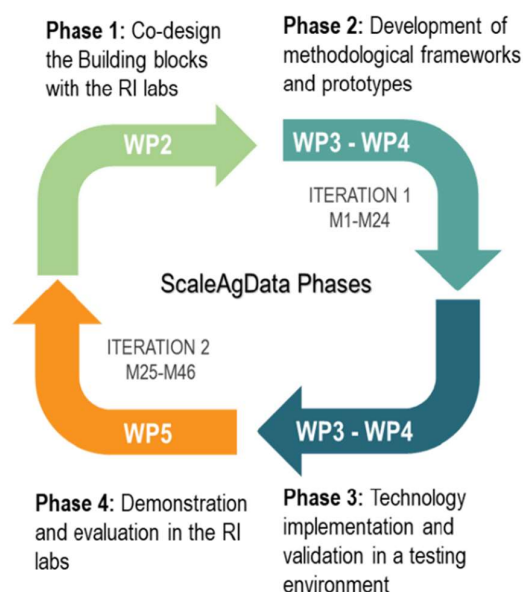 Phase 1: Co-design
the Building blocks
with the RI labs
Phase 2: Development of
methodological frameworks
and prototypes
WP2
WP3 - WP4
ITERATION 1
M1-M24
ScaleAgData Phases
ITERATION 2
M25-M46
WP5
WP3 - WP4
Phase 4: Demonstration
and evaluation in the RI
labs
Phase 3: Technology
implementation and
validation in a testing
environment